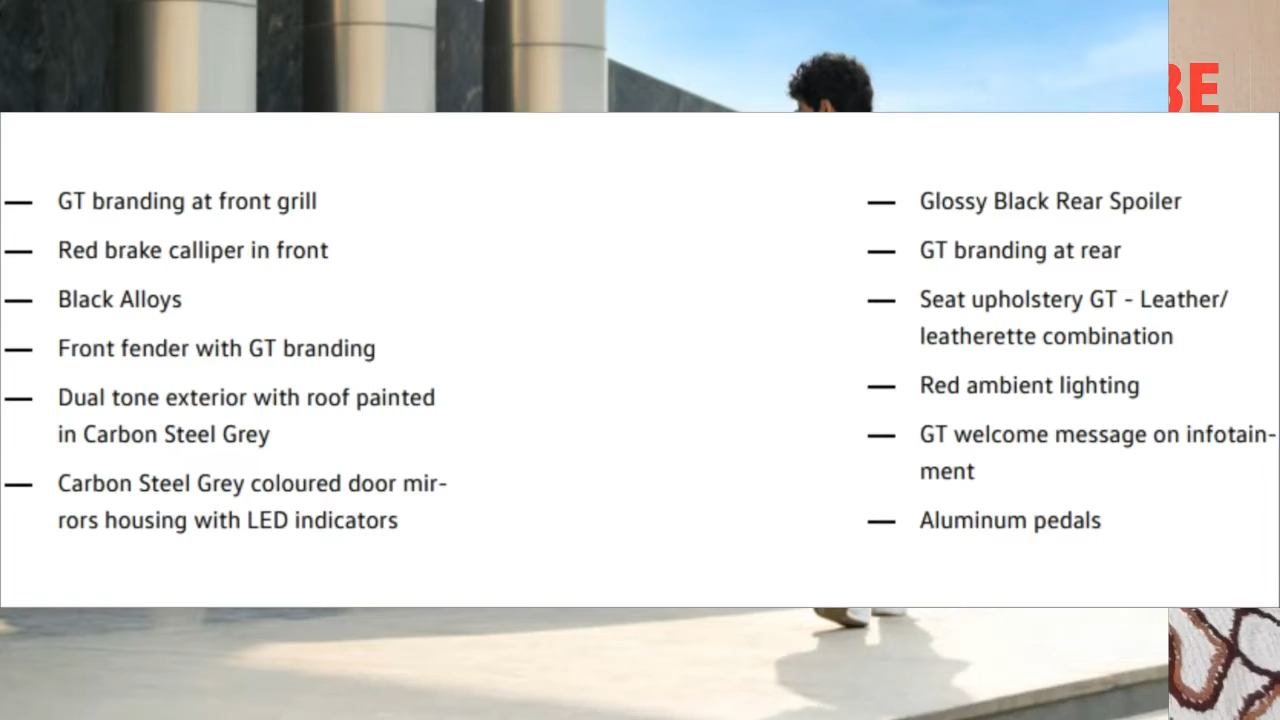 BE
— GT branding at front grill
— Red brake calliper in front
— Black Alloys
— Front fender with GT branding
— Dual tone exterior with roof painted
in Carbon Steel Grey
— Carbon Steel Grey coloured door mir-
rors housing with LED indicators
— Glossy Black Rear Spoiler
— GT branding at rear
— Seat upholstery GT - Leather/
leatherette combination
— Red ambient lighting
— GT welcome message on infotain-
ment
— Aluminum pedals